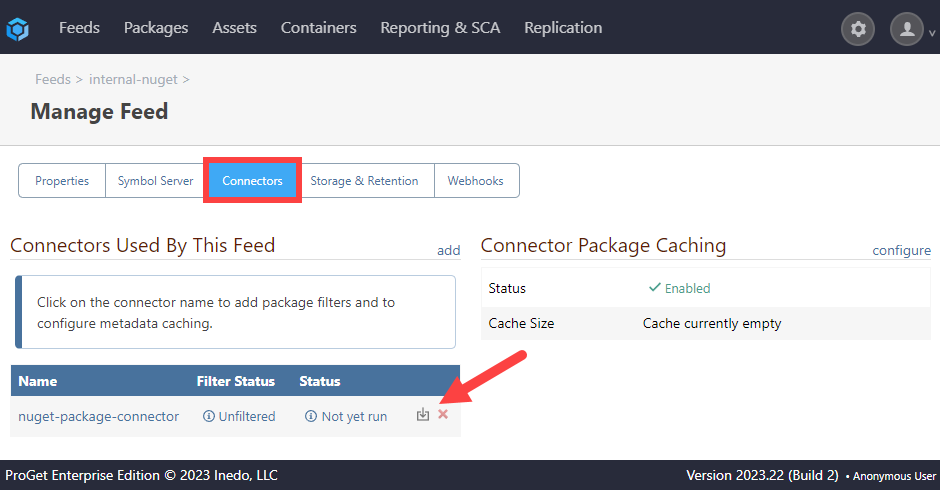 Feeds Packages Assets Containers Reporting & SCA Replication
Feeds > internal-nuget >
Manage Feed
Properties Symbol Server Connectors Storage & Retention Webhooks
Connectors Used By This Feed add
Click on the connector name to add package filters and to
configure metadata caching.
Name Filter Status Status
nuget-package-connector Unfiltered Not yet run
Connector Package Caching configure
Status Enabled
Cache Size Cache currently empty
ProGet Enterprise Edition © 2023 Inedo, LLC Version 2023.22 (Build 2) • Anonymous User